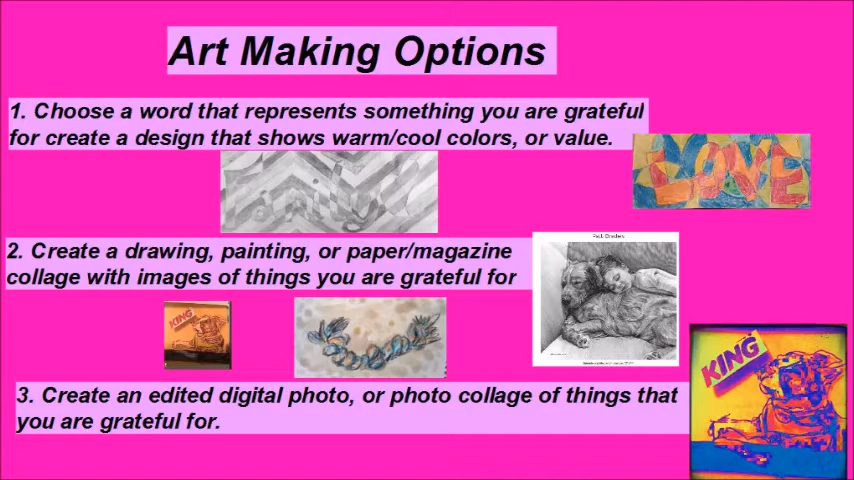 Art Making Options
1. Choose a word that represents something you are grateful
for create a design that shows warm/cool colors, or value.
LOVE
2. Create a drawing, painting, or paper/magazine
collage with images of things you are grateful for
KING
KING
3. Create an edited digital photo, or photo collage of things that
you are grateful for.